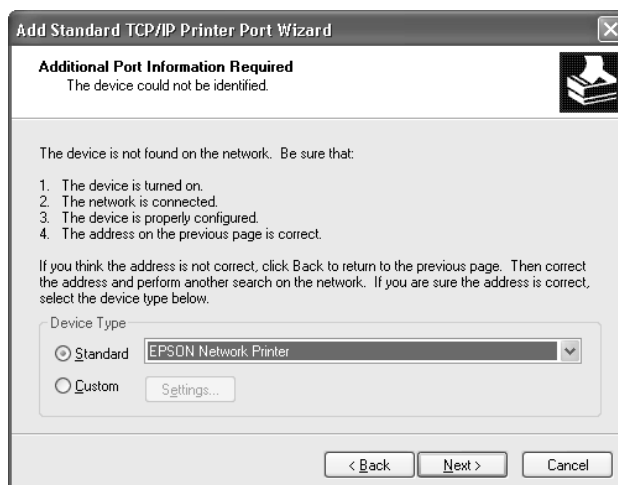 Add Standard TCP/IP Printer Port Wizard
Additional Port Information Required
The device could not be identified.
The device is not found on the network.  Be sure that:
1.  The device is turned on.
2.  The network is connected.
3.  The device is properly configured.
4.  The address on the previous page is correct.
If you think the address is not correct, click Back to return to the previous page.  Then correct
the address and perform another search on the network.  If you are sure the address is correct,
select the device type below.
Device Type
Standard EPSON Network Printer
Custom Settings...
< Back Next > Cancel